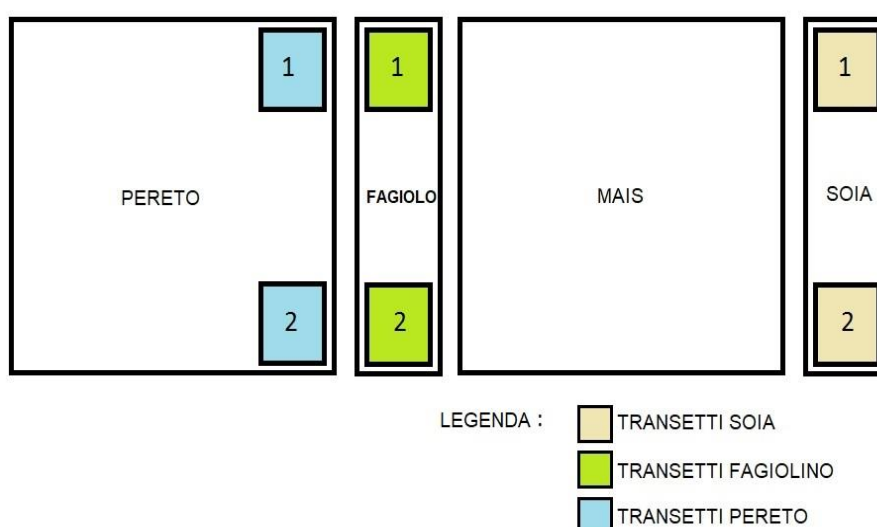 1 1 1
PERETO FAGIOLO MAIS SOIA
2 2 2
LEGENDA :
TRANSETTI SOIA
TRANSETTI FAGIOLINO
TRANSETTI PERETO